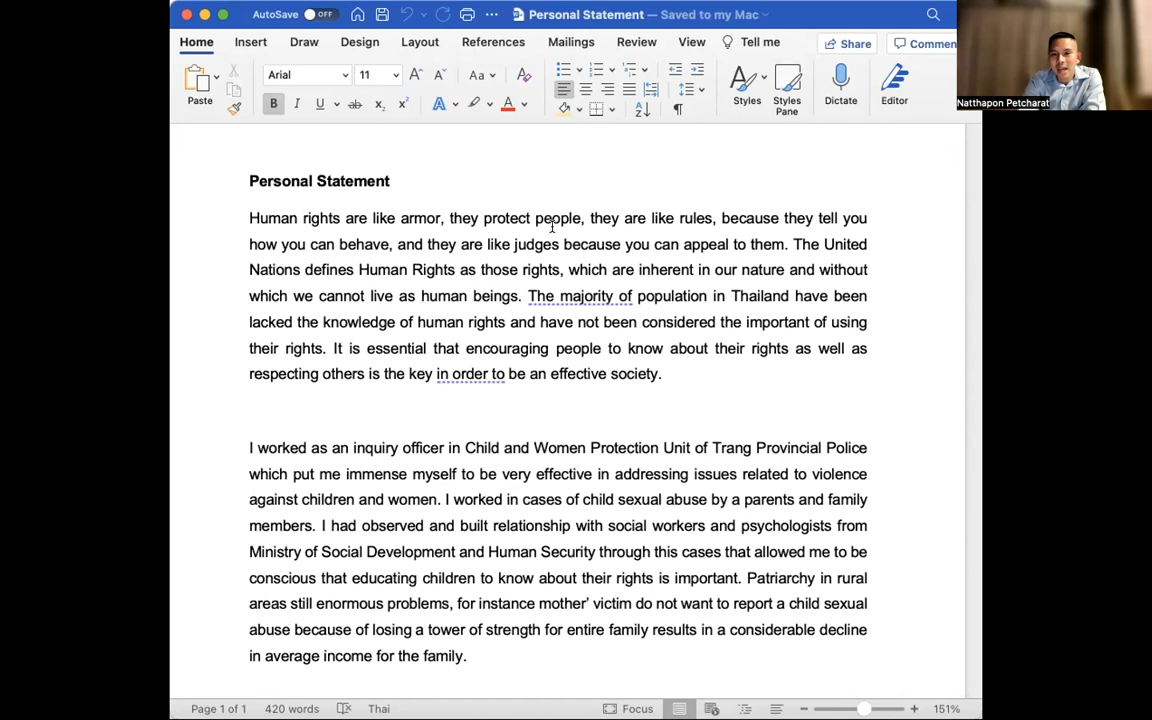 AutoSave OFF Personal Statement — Saved to my Mac
Home Insert Draw Design Layout References Mailings Review View Tell me Share Commen
Arial 11 Aa
Paste Styles Styles Pane Dictate Editor
Natthapon Petcharat
Personal Statement
Human rights are like armor, they protect people, they are like rules, because they tell you
how you can behave, and they are like judges because you can appeal to them. The United
Nations defines Human Rights as those rights, which are inherent in our nature and without
which we cannot live as human beings. The majority of population in Thailand have been
lacked the knowledge of human rights and have not been considered the important of using
their rights. It is essential that encouraging people to know about their rights as well as
respecting others is the key in order to be an effective society.
I worked as an inquiry officer in Child and Women Protection Unit of Trang Provincial Police
which put me immense myself to be very effective in addressing issues related to violence
against children and women. I worked in cases of child sexual abuse by a parents and family
members. I had observed and built relationship with social workers and psychologists from
Ministry of Social Development and Human Security through this cases that allowed me to be
conscious that educating children to know about their rights is important. Patriarchy in rural
areas still enormous problems, for instance mother' victim do not want to report a child sexual
abuse because of losing a tower of strength for entire family results in a considerable decline
in average income for the family.
Page 1 of 1 420 words Thai Focus 151%